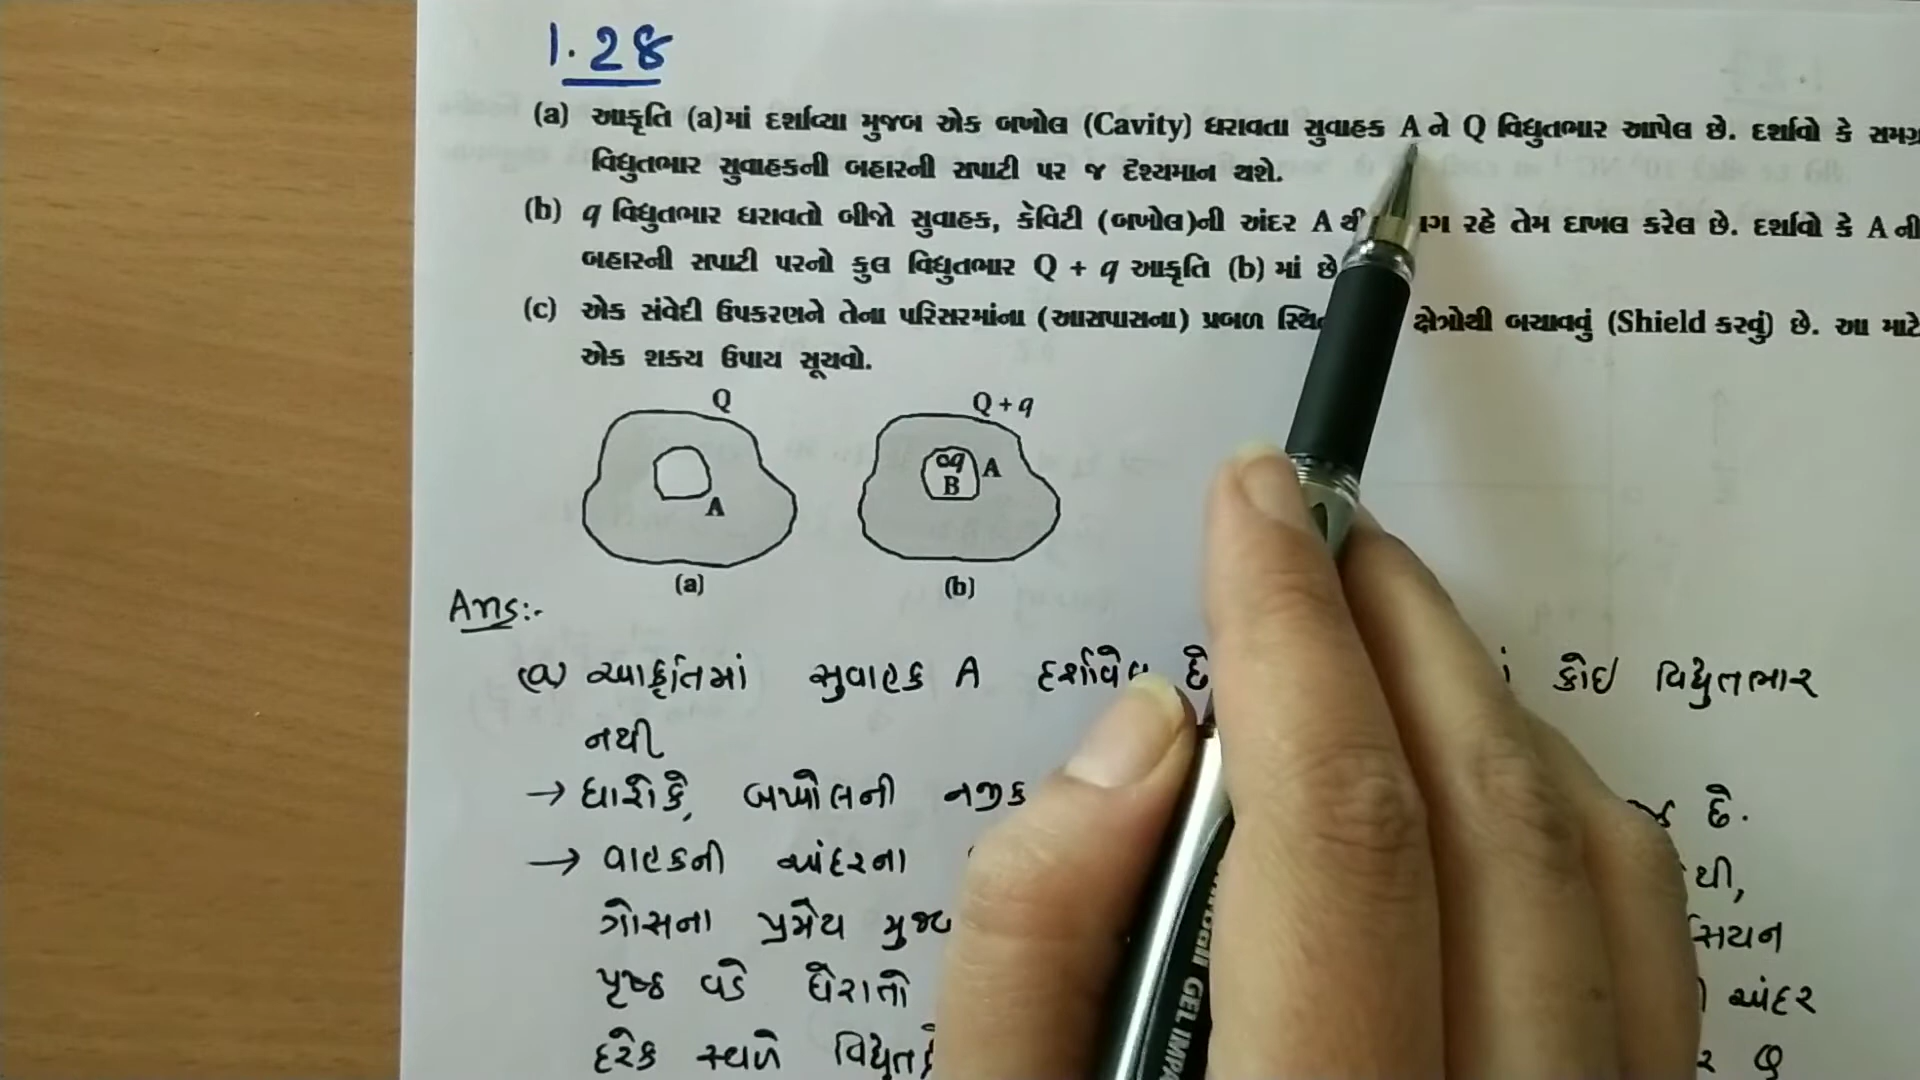 1.28
(a) આકૃતિ (a)માં દર્શાવ્યા મુજબ એક બખોલ (Cavity) ધરાવતા સુવાહક A ને Q વિદ્યુતભાર આપેલ છે. દર્શાવો કે સમગ્ર
વિદ્યુતભાર સુવાહકની બહારની સપાટી પર જ દૃશ્યમાન થશે.
(b) q વિદ્યુતભાર ધરાવતો બીજો સુવાહક, કૅવિટી (બખોલ)ની અંદર A થી રહે તેમ દાખલ કરેલ છે. દર્શાવો કે A ની
બહારની સપાટી પરનો કુલ વિદ્યુતભાર Q + q આકૃતિ (b) માં છે
(c) એક સંવેદી ઉપકરણને તેના પરિસરમાંના (આસપાસના) પ્રબળ ક્ષેત્રોથી બચાવવું (Shield કરવું) છે. આ માટે
એક શક્ય ઉપાય સૂચવો.
Q
Q + q
A
q A
B
(a)
(b)
Ans:-
(a) આકૃતિમાં સુવાહક A દર્શાવેલ છે કોઇ વિદ્યુતભાર
નથી
→ ધારોકે, બખોલની નજીક છે.
→ વાહકની અંદરના થી,
ગોસના પ્રમેય મુજબ
પૃષ્ઠ વડે ઘેરાતો અંદર
દરેક સ્થળે
GEL